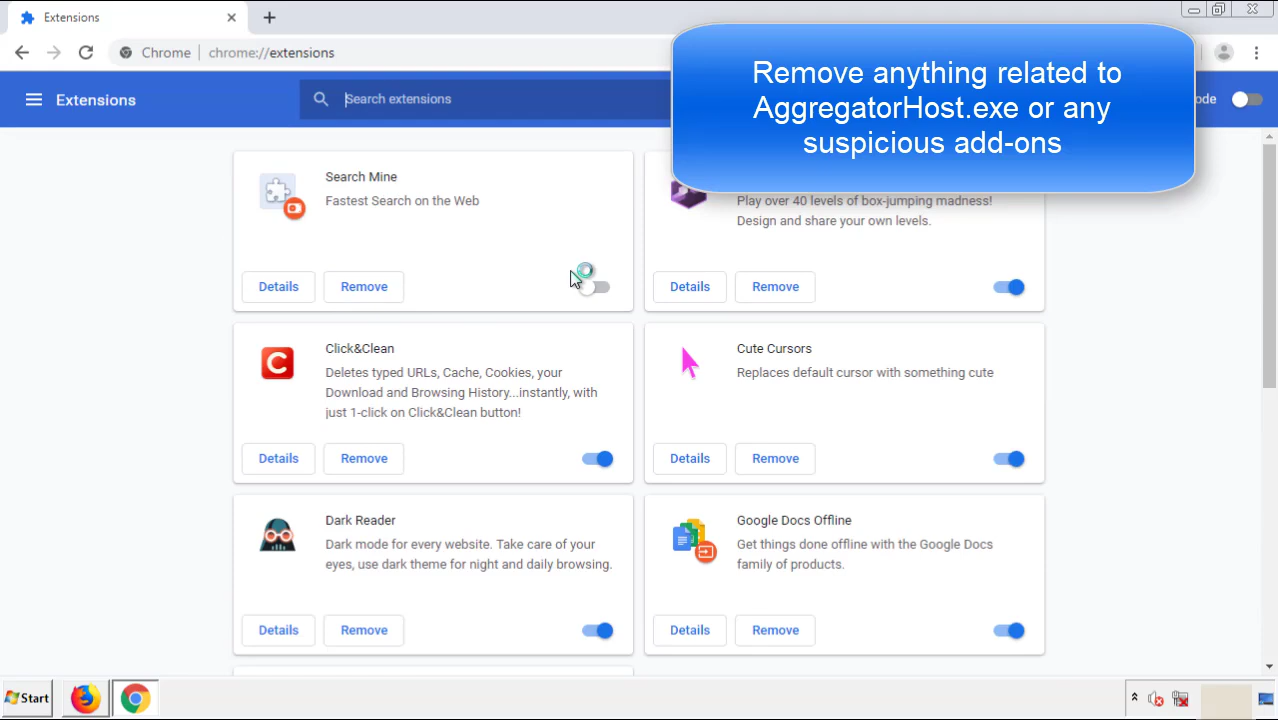 Extensions
Chrome
chrome://extensions
Extensions
Search extensions
ode
Remove anything related to
AggregatorHost.exe or any
suspicious add-ons
Search Mine
Fastest Search on the Web
Details
Remove
Play over 40 levels of box-jumping madness!
Design and share your own levels.
Details
Remove
Click&Clean
Deletes typed URLs, Cache, Cookies, your
Download and Browsing History...instantly, with
just 1-click on Click&Clean button!
Details
Remove
Cute Cursors
Replaces default cursor with something cute
Details
Remove
Dark Reader
Dark mode for every website. Take care of your
eyes, use dark theme for night and daily browsing.
Details
Remove
Google Docs Offline
Get things done offline with the Google Docs
family of products.
Details
Remove
Start